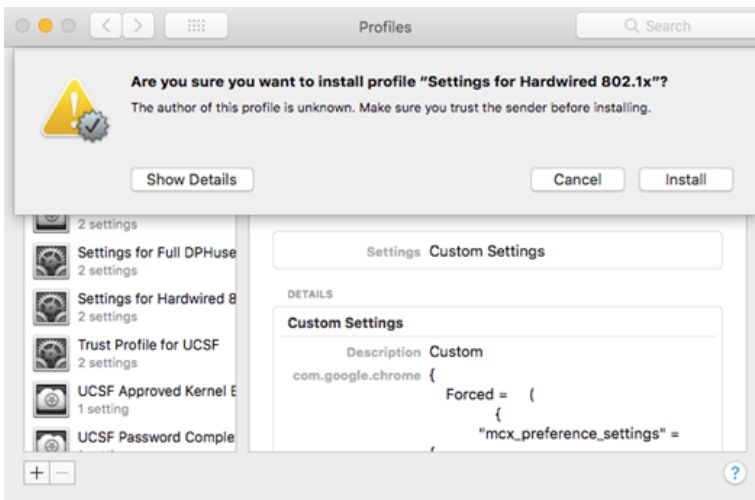 Profiles
Search
Are you sure you want to install profile “Settings for Hardwired 802.1x”?
The author of this profile is unknown. Make sure you trust the sender before installing.
Show Details
Cancel
Install
2 settings
Settings for Full DPHuse
2 settings
Settings for Hardwired 8
2 settings
Trust Profile for UCSF
2 settings
UCSF Approved Kernel E
1 setting
UCSF Password Comple
Settings Custom Settings
DETAILS
Custom Settings
Description Custom
com.google.chrome {
Forced = (
{
"mcx_preference_settings" =
+ −
?